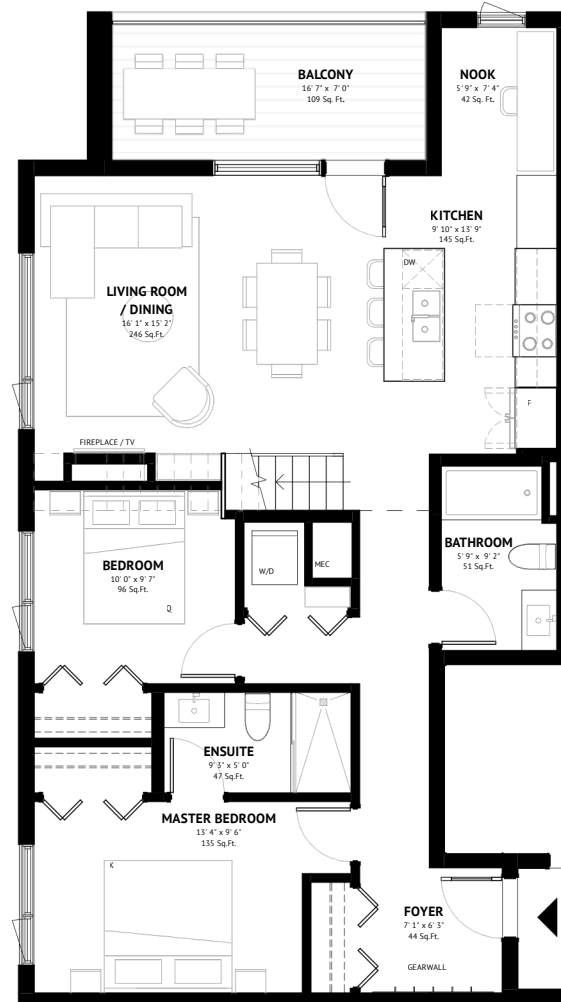 BALCONY
16' 7" x 7' 0"
109 Sq. Ft.
NOOK
5' 9" x 7' 4"
42 Sq. Ft.
KITCHEN
9' 10" x 13' 9"
145 Sq.Ft.
DW
LIVING ROOM
/ DINING
16' 1" x 15' 2"
246 Sq.Ft.
F
FIREPLACE / TV
BEDROOM
10' 0" x 9' 7"
96 Sq.Ft.
Q
W/D
MEC
BATHROOM
5' 9" x 9' 2"
51 Sq.Ft.
ENSUITE
9' 3" x 5' 0"
47 Sq.Ft.
MASTER BEDROOM
13' 4" x 9' 6"
135 Sq.Ft.
K
FOYER
7' 1" x 6' 3"
44 Sq.Ft.
GEARWALL